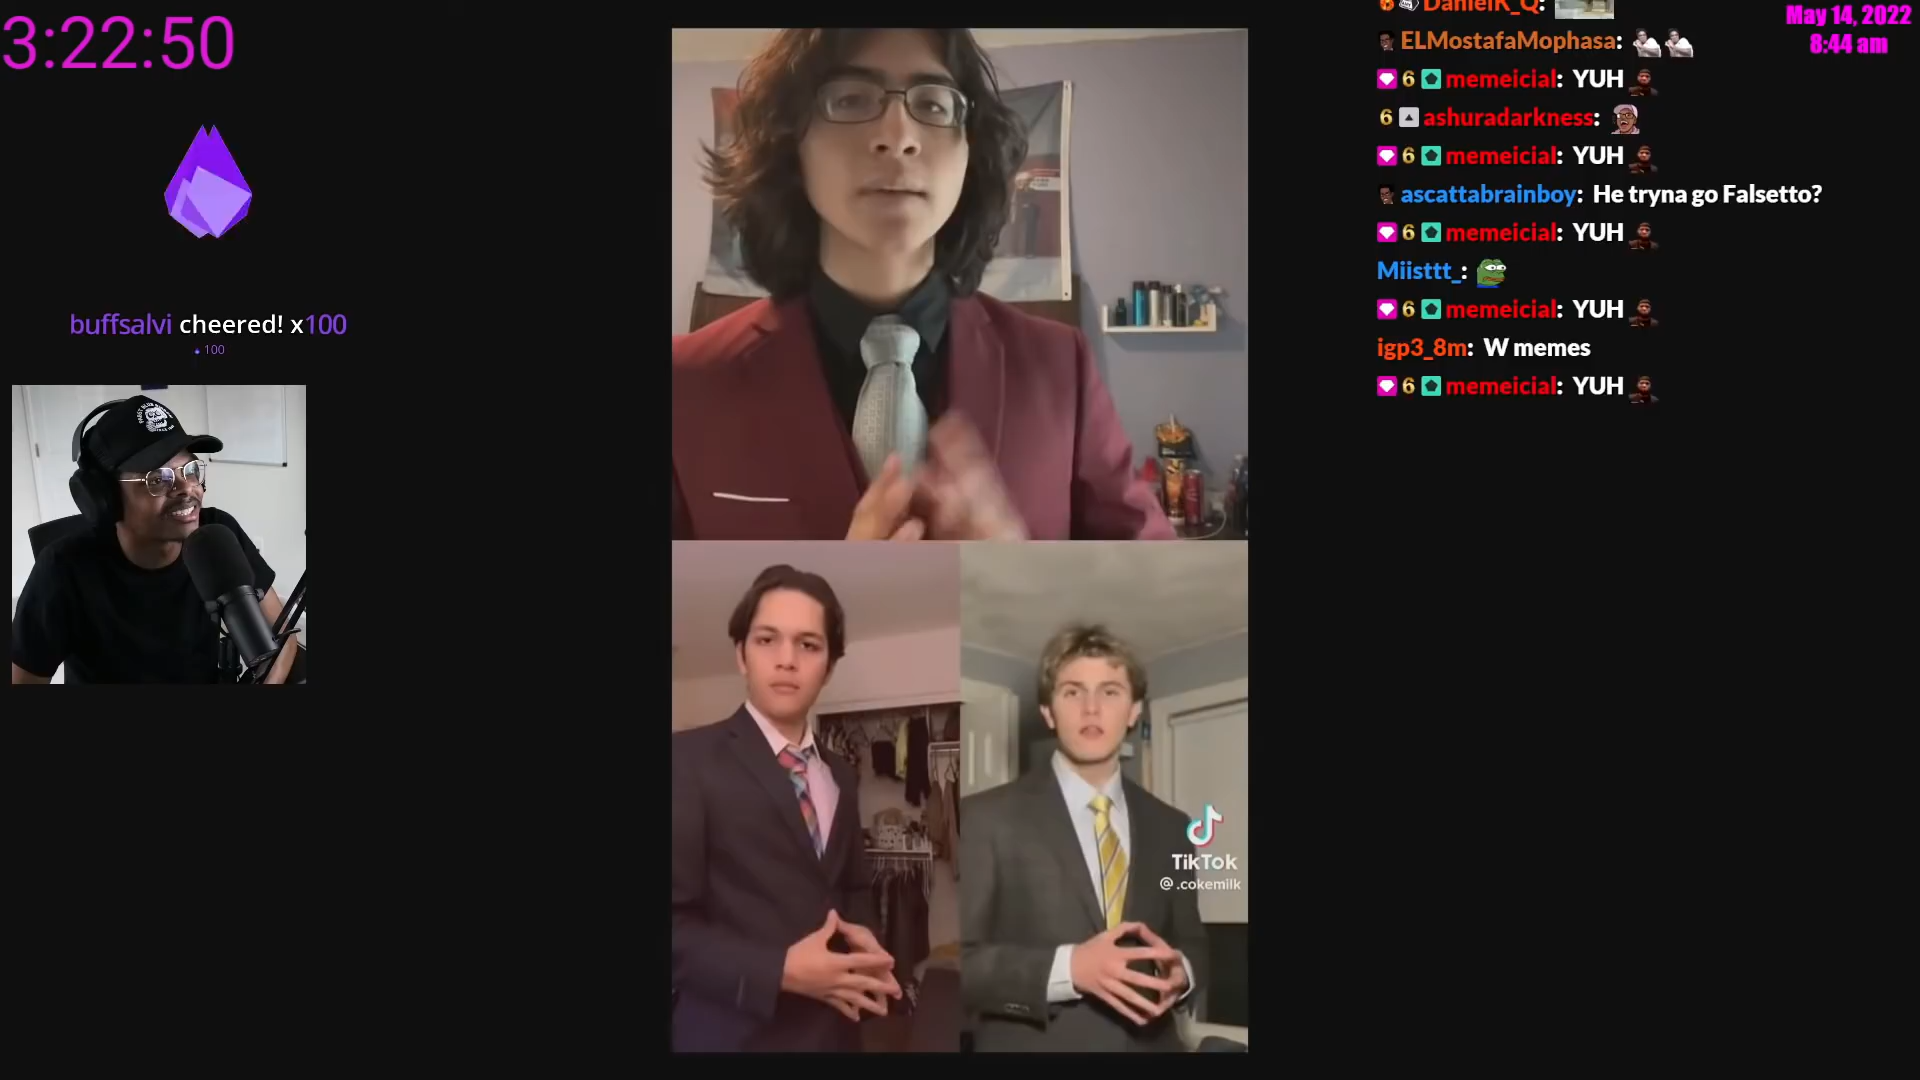 3:22:50
buffsalvi cheered! x100
100
DanielK_Q:
ELMostafaMophasa:
6 memeicial: YUH
6 ashuradarkness:
6 memeicial: YUH
ascattabrainboy: He tryna go Falsetto?
6 memeicial: YUH
Miisttt_:
6 memeicial: YUH
igp3_8m: W memes
6 memeicial: YUH
May 14, 2022
8:44 am
TikTok
@ .cokemilk